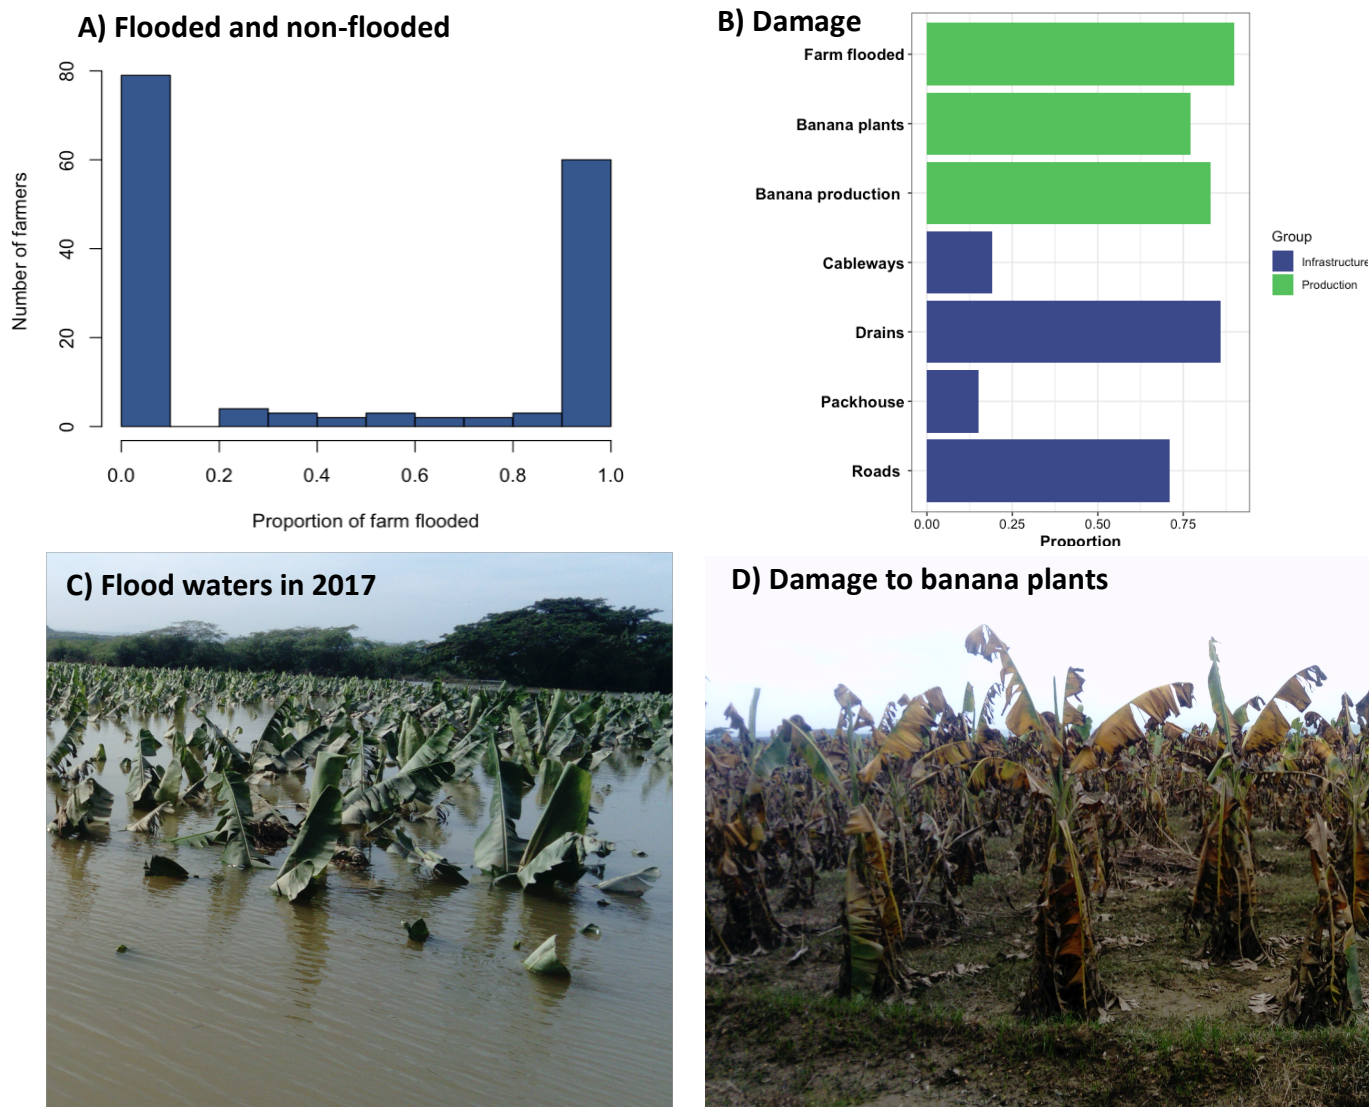 A) Flooded and non-flooded
80
60
40
20
0
Number of farmers
0.0 0.2 0.4 0.6 0.8 1.0
Proportion of farm flooded
B) Damage
Farm flooded
Banana plants
Banana production
Cableways
Drains
Packhouse
Roads
0.00 0.25 0.50 0.75
Proportion
Group
Infrastructure
Production
C) Flood waters in 2017
D) Damage to banana plants